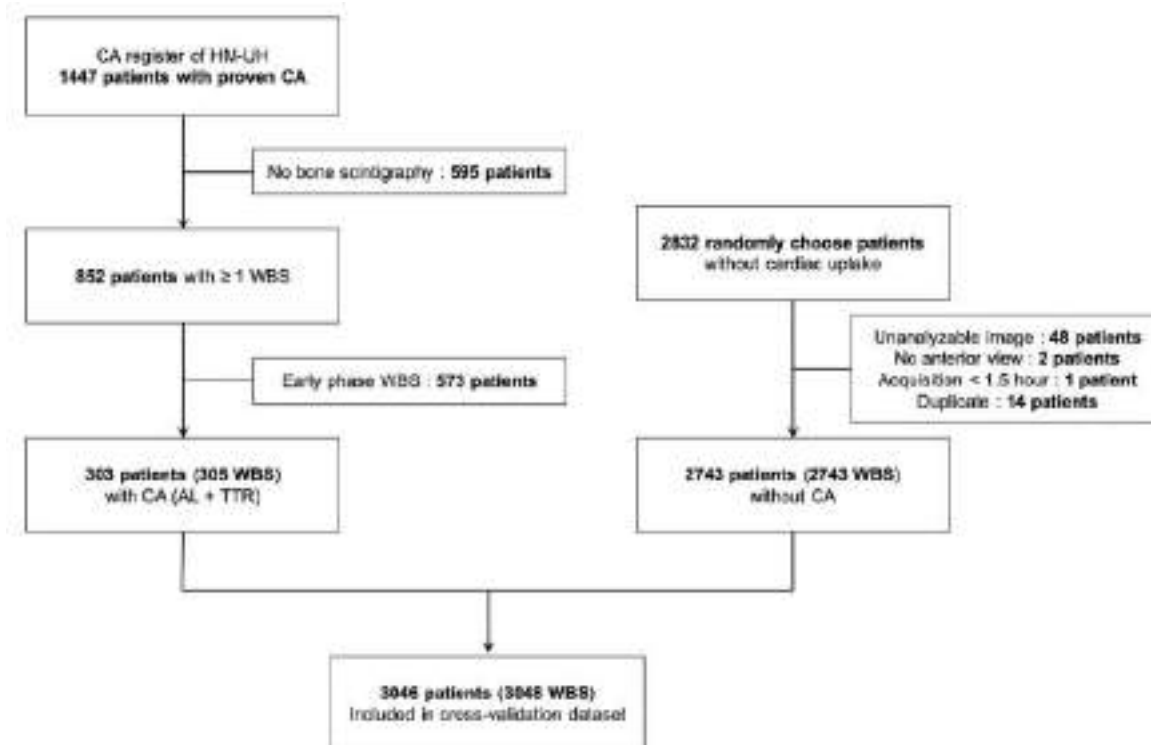 CA register of HM-UH
1447 patients with proven CA
No bone scintigraphy : 595 patients
852 patients with ≥ 1 WBS
2832 randomly choose patients
without cardiac uptake
Unanalyzable image : 48 patients
No anterior view : 2 patients
Acquisition < 1.5 hour : 1 patient
Duplicate : 14 patients
Early phase WBS : 573 patients
303 patients (305 WBS)
with CA (AL + TTR)
2743 patients (2743 WBS)
without CA
3046 patients (3048 WBS)
Included in cross-validation dataset